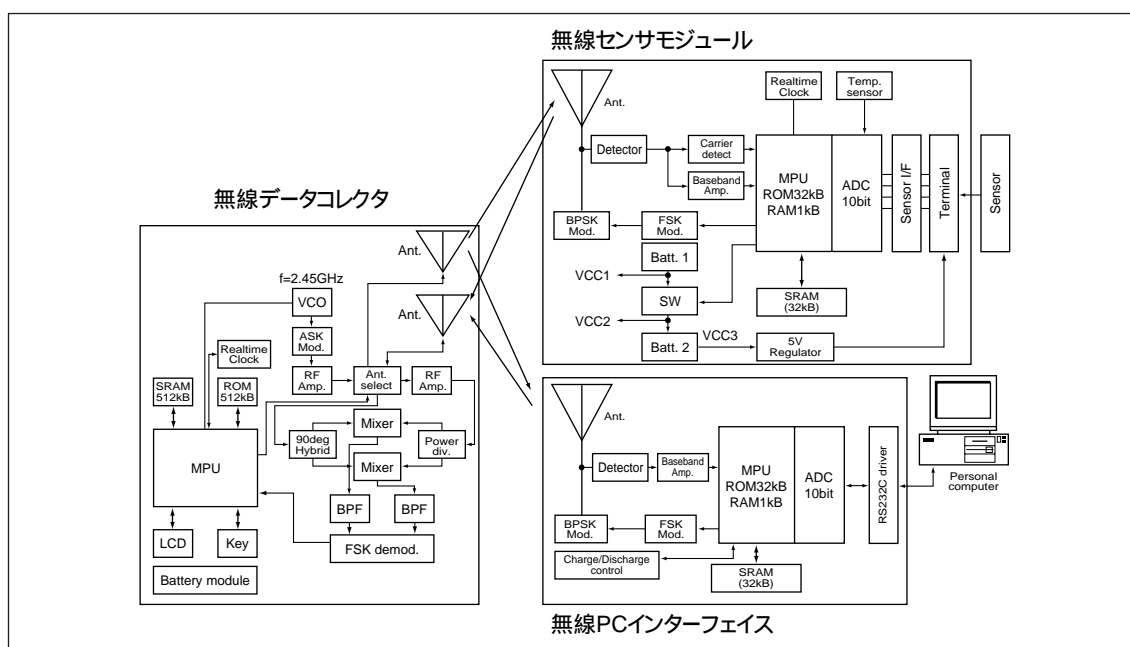 無線センサモジュール
Ant.
Realtime
Clock
Temp.
sensor
Detector
Carrier
detect
Baseband
Amp.
MPU
ROM32kB
RAM1kB
ADC
10bit
Sensor I/F
Terminal
Sensor
BPSK
Mod.
FSK
Mod.
Batt. 1
VCC1
SW
VCC2
Batt. 2
VCC3
5V
Regulator
SRAM
(32kB)
無線データコレクタ
Ant.
Ant.
f=2.45GHz
VCO
ASK
Mod.
Realtime
Clock
RF
Amp.
Ant.
select
RF
Amp.
SRAM
512kB
ROM
512kB
Mixer
90deg
Hybrid
Power
div.
Mixer
MPU
BPF
BPF
LCD
Key
FSK demod.
Battery module
Ant.
Detector
Baseband
Amp.
MPU
ROM32kB
RAM1kB
ADC
10bit
RS232C driver
Personal
computer
BPSK
Mod.
FSK
Mod.
Charge/Discharge
control
SRAM
(32kB)
無線PCインターフェイス